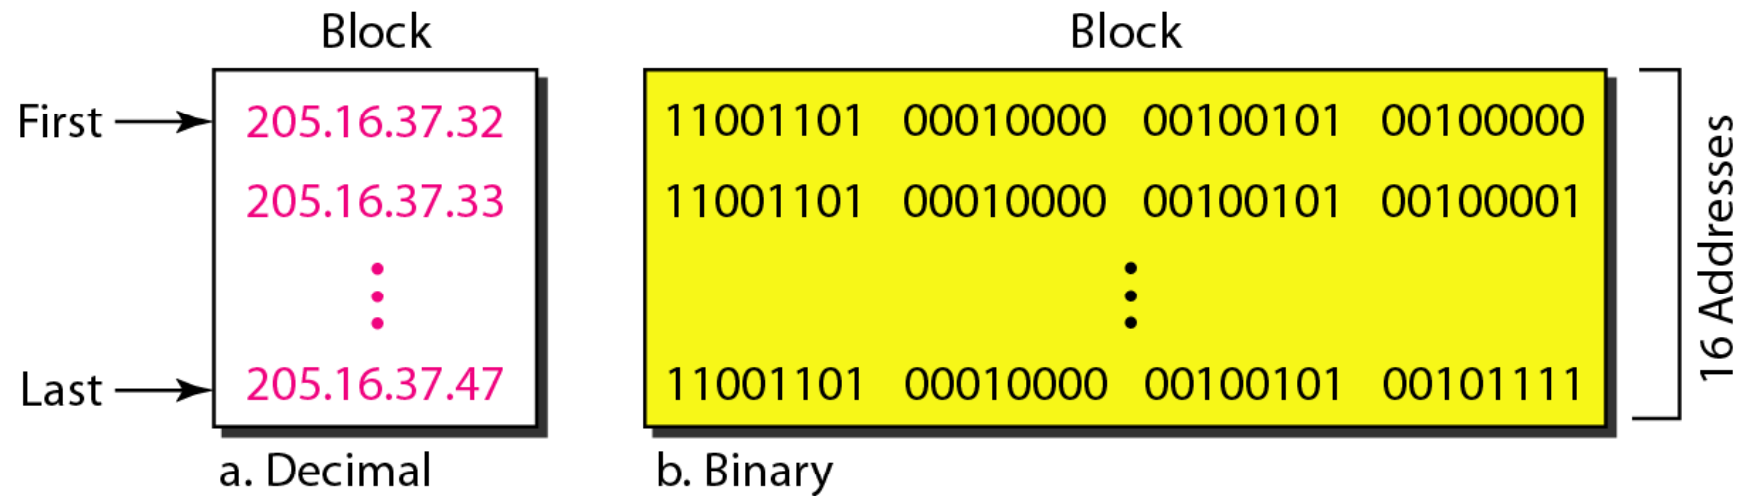 Block
Block
First
205.16.37.32
11001101 00010000 00100101 00100000
205.16.37.33
11001101 00010000 00100101 00100001
Last
205.16.37.47
11001101 00010000 00100101 00101111
16 Addresses
a. Decimal
b. Binary